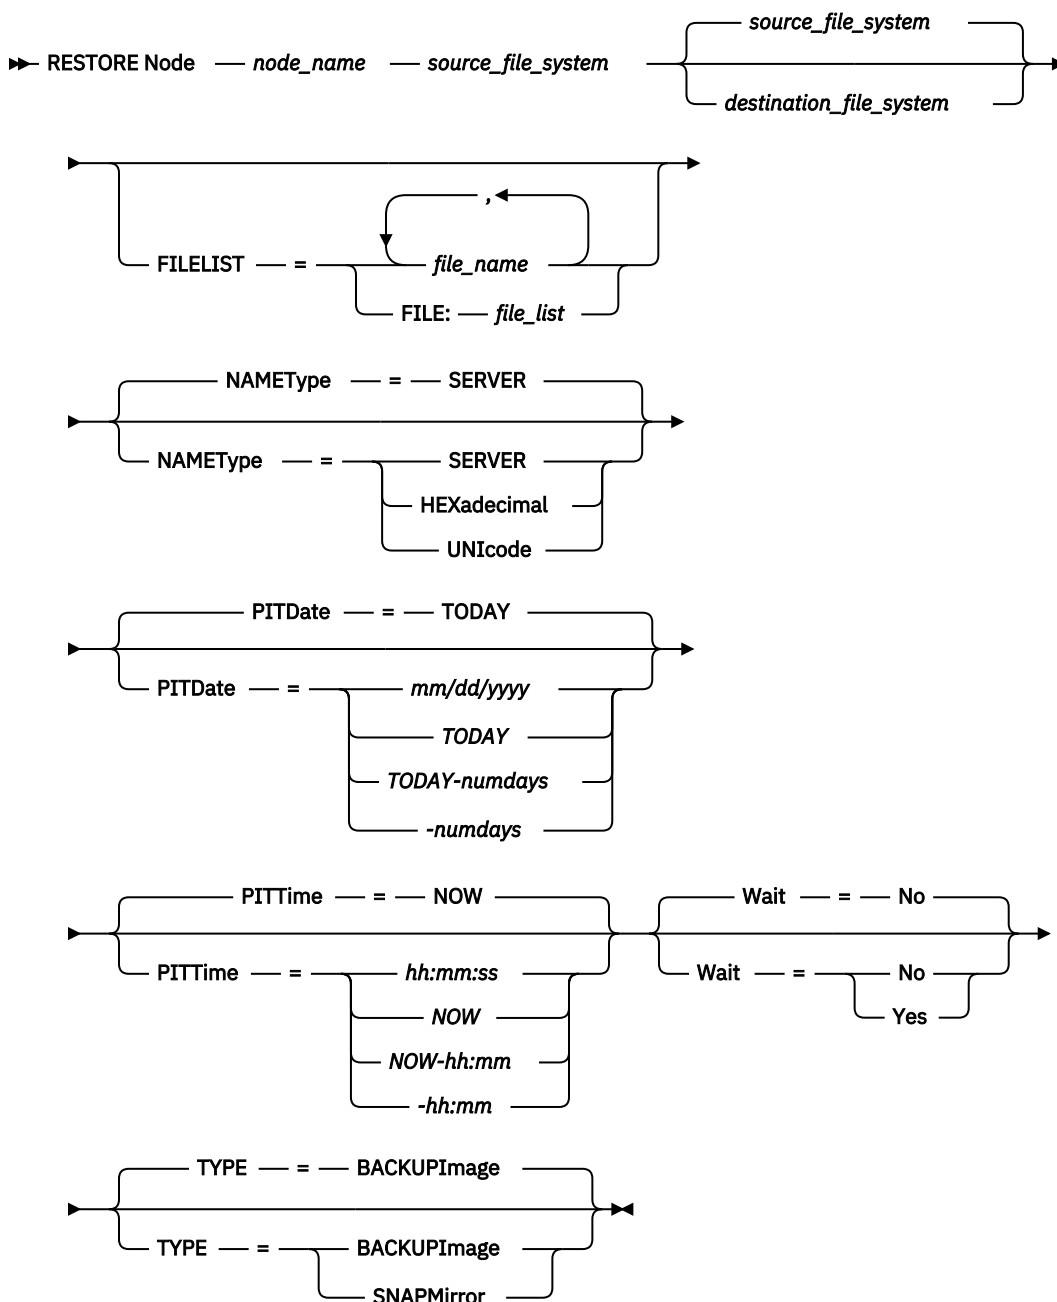 source_file_system
RESTORE Node node_name source_file_system
destination_file_system
,
FILELIST = file_name
FILE: file_list
NAMEType = SERVER
NAMEType = SERVER
HEXadecimal
UNIcode
PITDate = TODAY
PITDate = mm/dd/yyyy
TODAY
TODAY-numdays
-numdays
PITTime = NOW Wait = No
PITTime = hh:mm:ss Wait = No
NOW Yes
NOW-hh:mm
-hh:mm
TYPE = BACKUPImage
TYPE = BACKUPImage
SNAPMirror